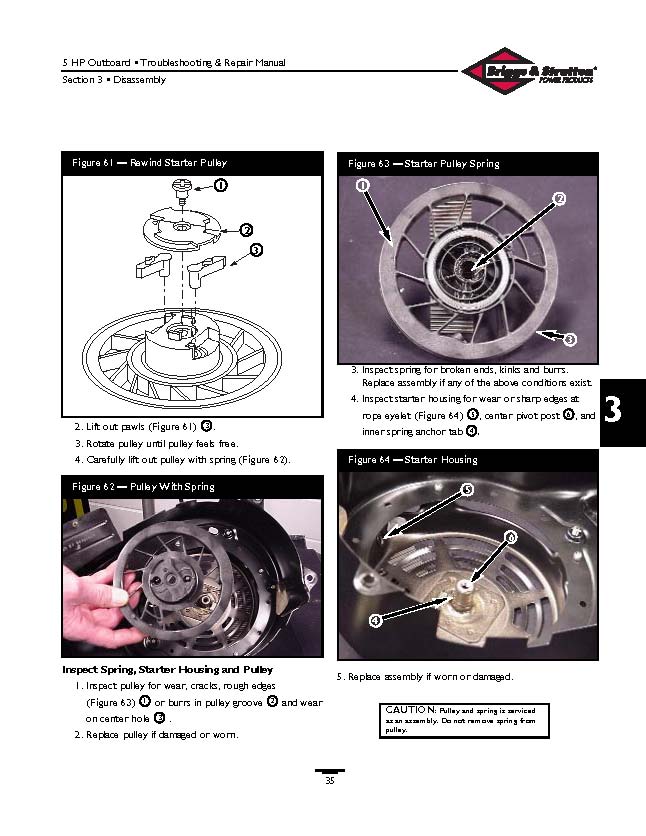 5 HP Outboard • Troubleshooting & Repair Manual
Section 3 • Disassembly
Briggs & Stratton®
POWER PRODUCTS
Figure 61 — Rewind Starter Pulley
1
2
3
2. Lift out pawls (Figure 61) 3.
3. Rotate pulley until pulley feels free.
4. Carefully lift out pulley with spring (Figure 62).
Figure 62 — Pulley With Spring
Inspect Spring, Starter Housing and Pulley
1. Inspect pulley for wear, cracks, rough edges
(Figure 63) 1 or burrs in pulley groove 2 and wear
on center hole 3 .
2. Replace pulley if damaged or worn.
Figure 63 — Starter Pulley Spring
1
2
3
3. Inspect spring for broken ends, kinks and burrs.
Replace assembly if any of the above conditions exist.
4. Inspect starter housing for wear or sharp edges at
rope eyelet (Figure 64) 5, center pivot post 6, and
inner spring anchor tab 4.
3
Figure 64 — Starter Housing
5
6
4
5. Replace assembly if worn or damaged.
CAUTION: Pulley and spring is serviced
as an assembly. Do not remove spring from
pulley.
35